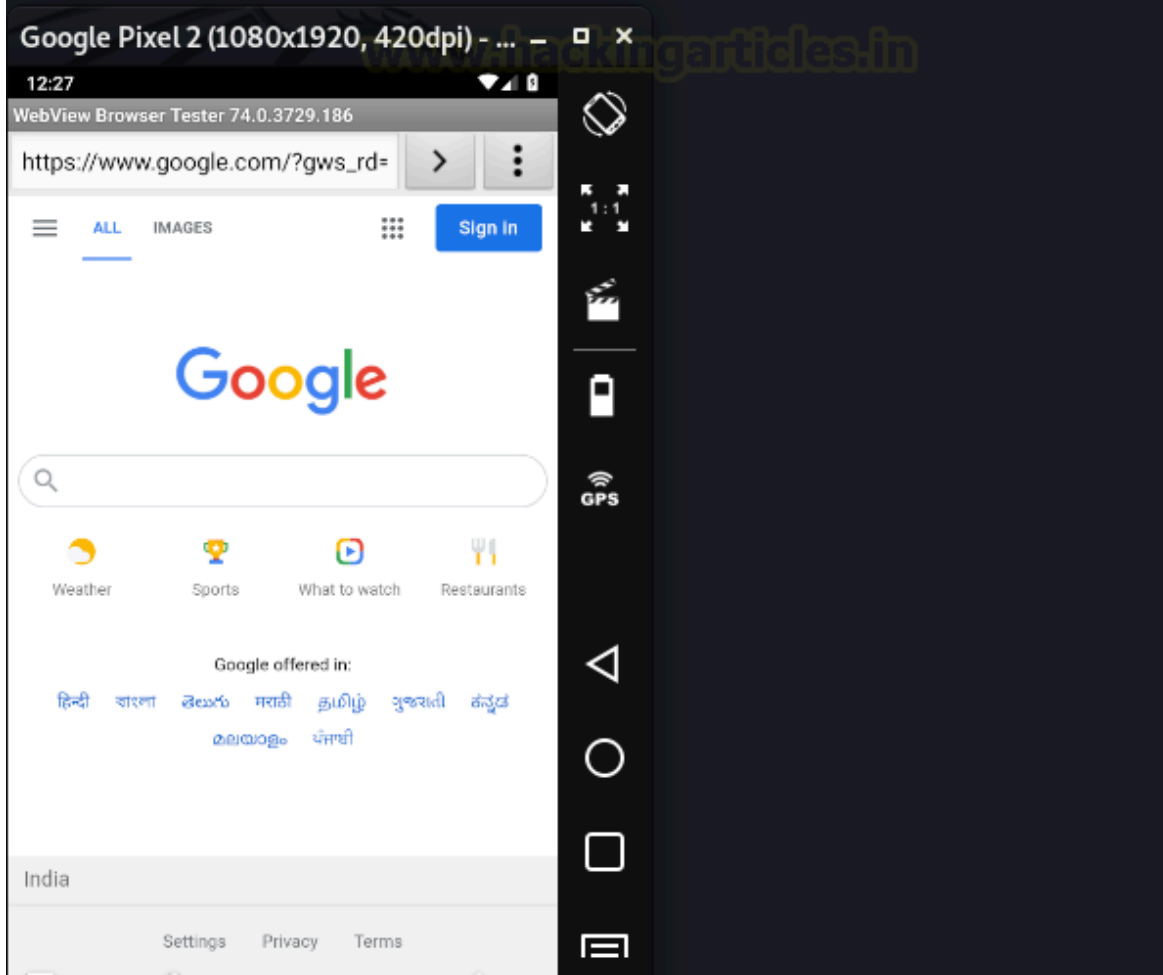 Google Pixel 2 (1080x1920, 420dpi) - ...
www.hackingarticles.in
12:27
WebView Browser Tester 74.0.3729.186
https://www.google.com/?gws_rd=
ALL IMAGES Sign in
1:1
Google
GPS
Weather Sports What to watch Restaurants
Google offered in:
हिन्दी বাংলা తెలుగు मराठी தமிழ் ગુજરાતી ಕನ್ನಡ
മലയാളം ਪੰਜਾਬੀ
India
Settings Privacy Terms